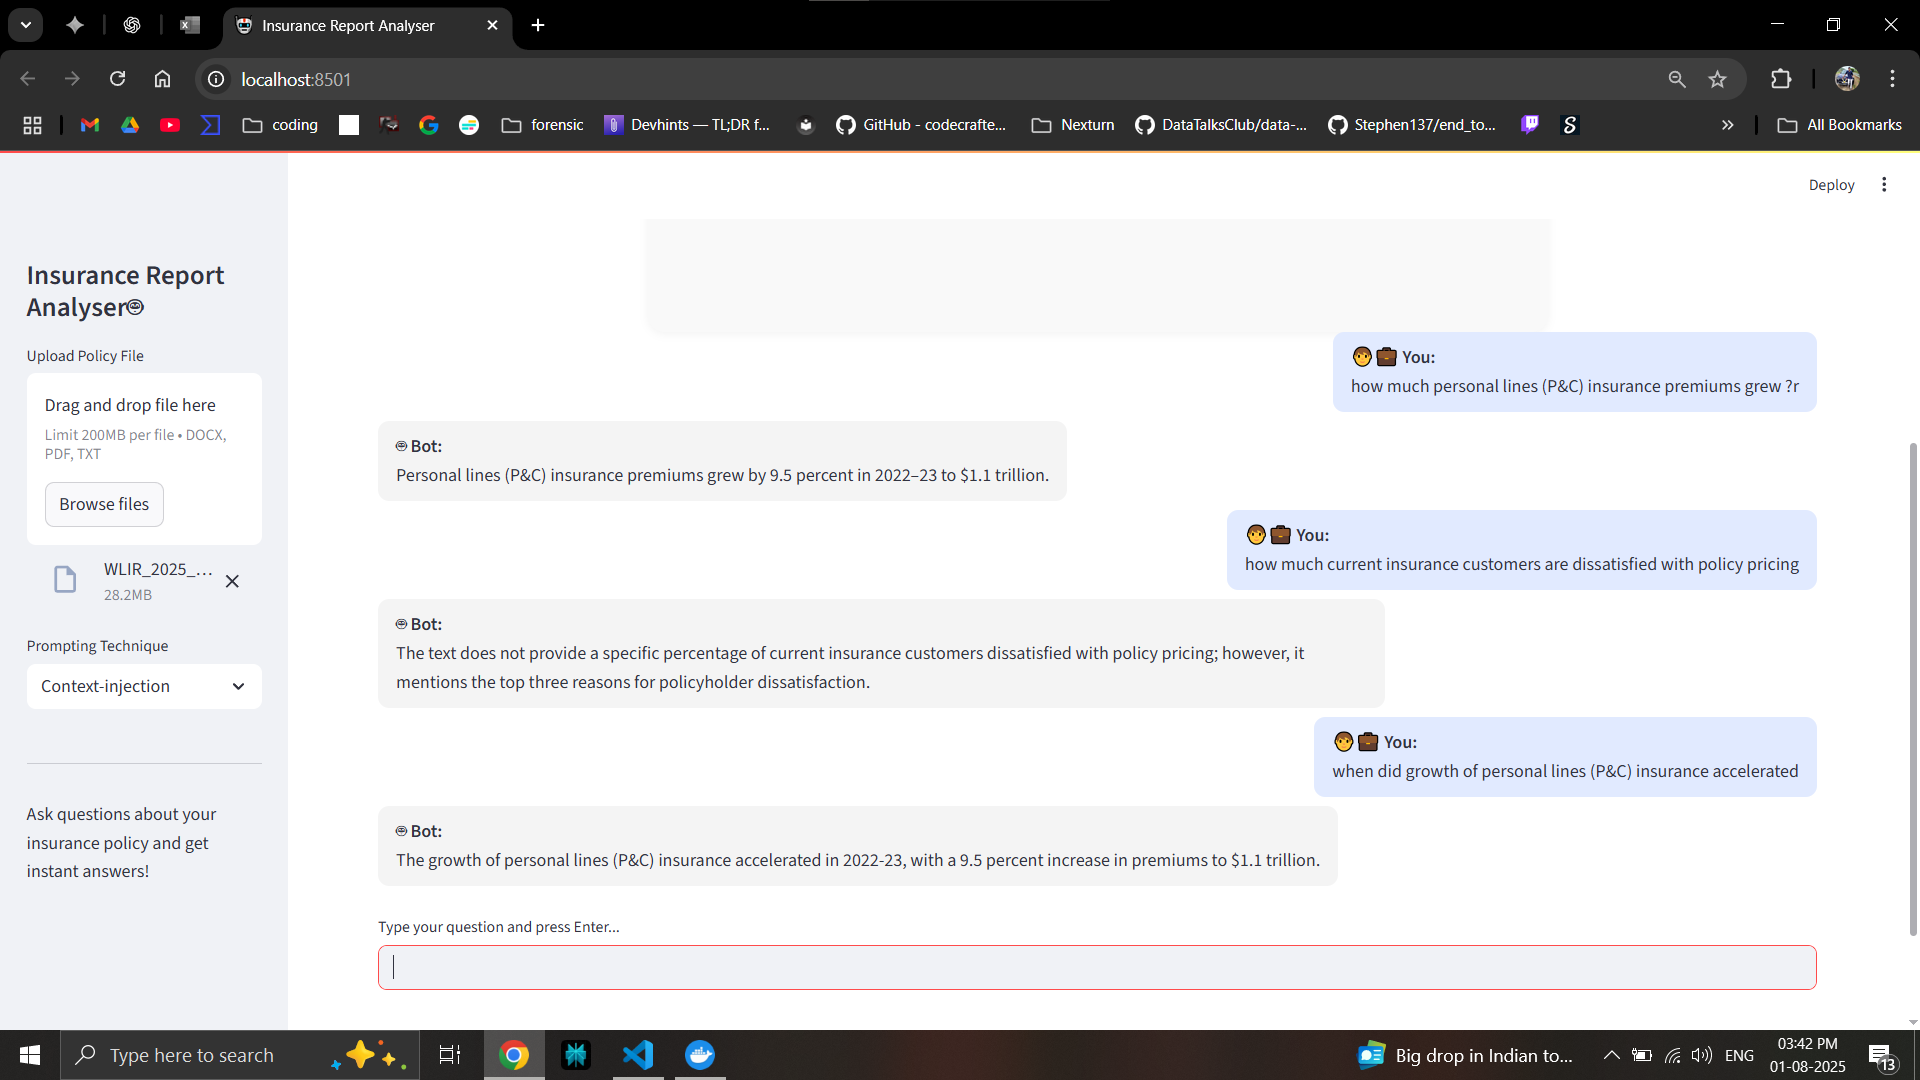 Insurance Report Analyser
localhost:8501
coding
forensic
Devhints — TL;DR f...
GitHub - codecrafte...
Nexturn
DataTalksClub/data-...
Stephen137/end_to...
All Bookmarks
Deploy
Insurance Report
Analyser
Upload Policy File
Drag and drop file here
Limit 200MB per file • DOCX,
PDF, TXT
Browse files
WLIR_2025_...
28.2MB
Prompting Technique
Context-injection
Ask questions about your
insurance policy and get
instant answers!
You:
how much personal lines (P&C) insurance premiums grew ?r
Bot:
Personal lines (P&C) insurance premiums grew by 9.5 percent in 2022–23 to $1.1 trillion.
You:
how much current insurance customers are dissatisfied with policy pricing
Bot:
The text does not provide a specific percentage of current insurance customers dissatisfied with policy pricing; however, it
mentions the top three reasons for policyholder dissatisfaction.
You:
when did growth of personal lines (P&C) insurance accelerated
Bot:
The growth of personal lines (P&C) insurance accelerated in 2022-23, with a 9.5 percent increase in premiums to $1.1 trillion.
Type your question and press Enter...
Type here to search
Big drop in Indian to...
ENG
03:42 PM
01-08-2025
13